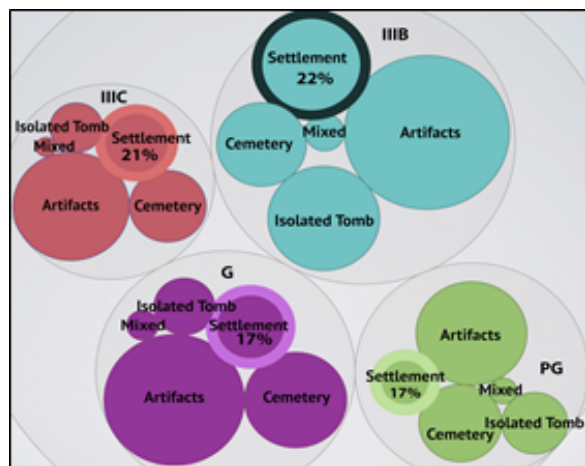 IIIB
Settlement
22%
Cemetery
Mixed
Artifacts
Isolated Tomb
IIIC
Isolated Tomb
Mixed
Settlement
21%
Artifacts
Cemetery
G
Isolated Tomb
Mixed
Settlement
17%
Artifacts
Cemetery
PG
Artifacts
Settlement
17%
Mixed
Cemetery
Isolated Tomb